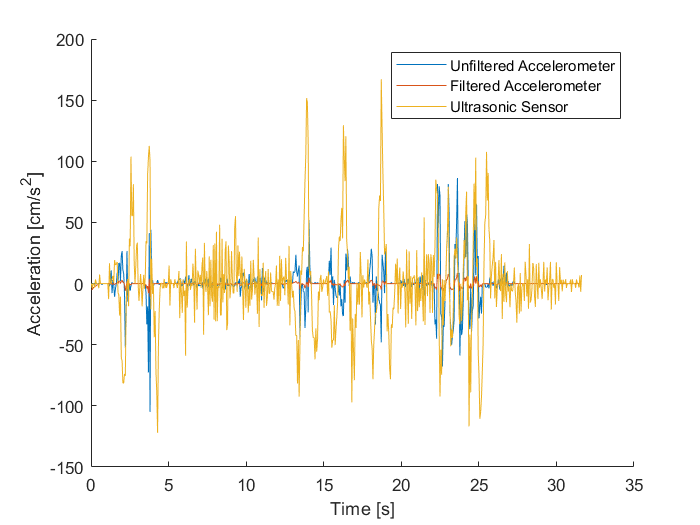 200
150
100
50
0
-50
-100
-150
Acceleration [cm/s²]
Unfiltered Accelerometer
Filtered Accelerometer
Ultrasonic Sensor
0 5 10 15 20 25 30 35
Time [s]